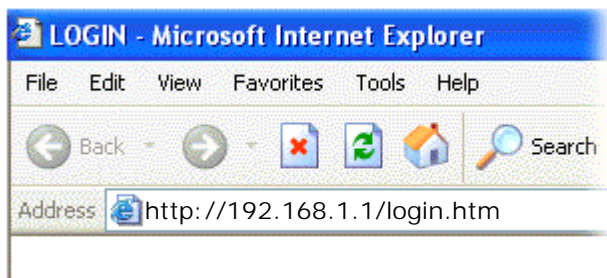 LOGIN - Microsoft Internet Explorer
File Edit View Favorites Tools Help
Back Search
Address http://192.168.1.1/login.htm